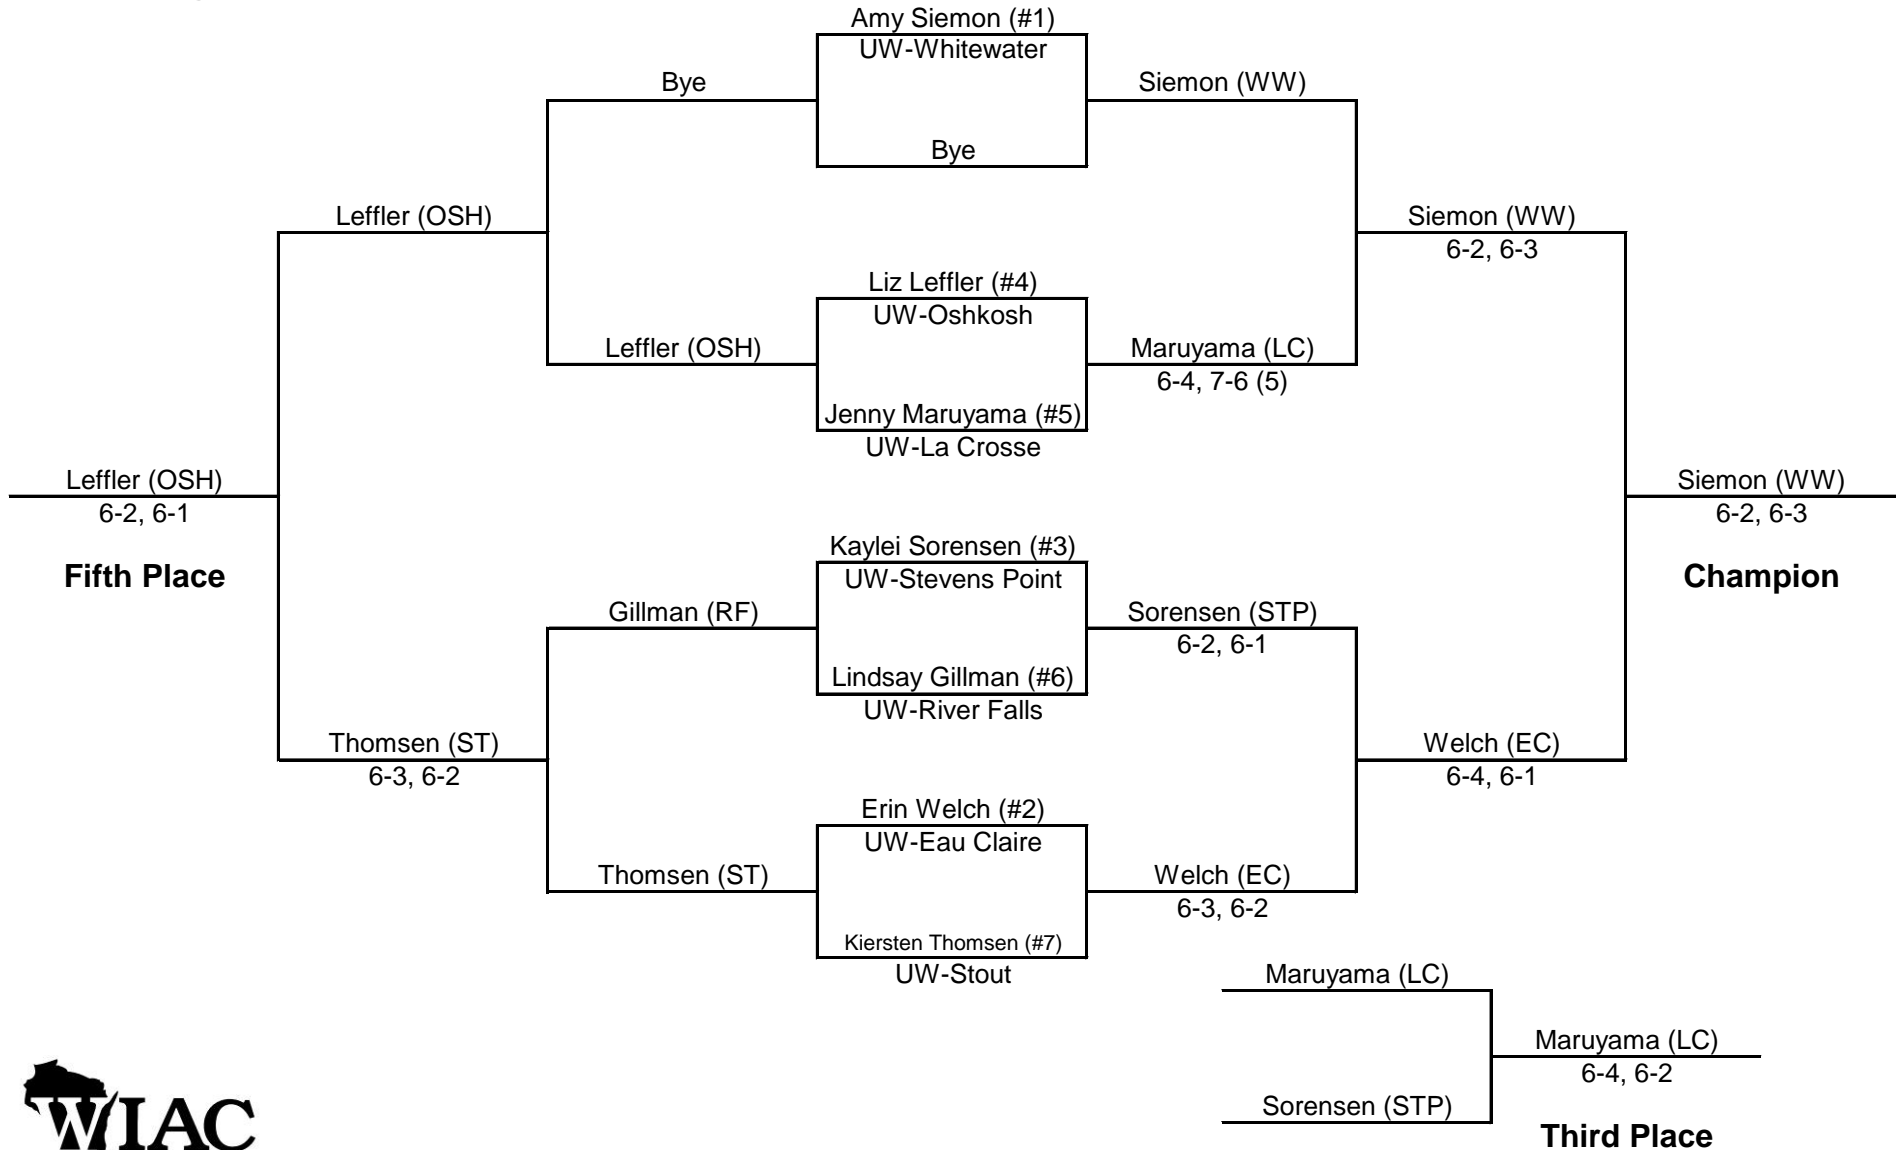 Amy Siemon (#1)
UW-Whitewater
Bye
Siemon (WW)
Bye
Leffler (OSH)
Siemon (WW)
6-2, 6-3
Liz Leffler (#4)
UW-Oshkosh
Leffler (OSH)
Maruyama (LC)
6-4, 7-6 (5)
Jenny Maruyama (#5)
UW-La Crosse
Leffler (OSH)
6-2, 6-1
Siemon (WW)
6-2, 6-3
Fifth Place
Kaylei Sorensen (#3)
UW-Stevens Point
Champion
Gillman (RF)
Sorensen (STP)
6-2, 6-1
Lindsay Gillman (#6)
UW-River Falls
Thomsen (ST)
6-3, 6-2
Welch (EC)
6-4, 6-1
Erin Welch (#2)
UW-Eau Claire
Thomsen (ST)
Welch (EC)
6-3, 6-2
Kiersten Thomsen (#7)
UW-Stout
Maruyama (LC)
Maruyama (LC)
6-4, 6-2
Sorensen (STP)
Third Place
WIAC